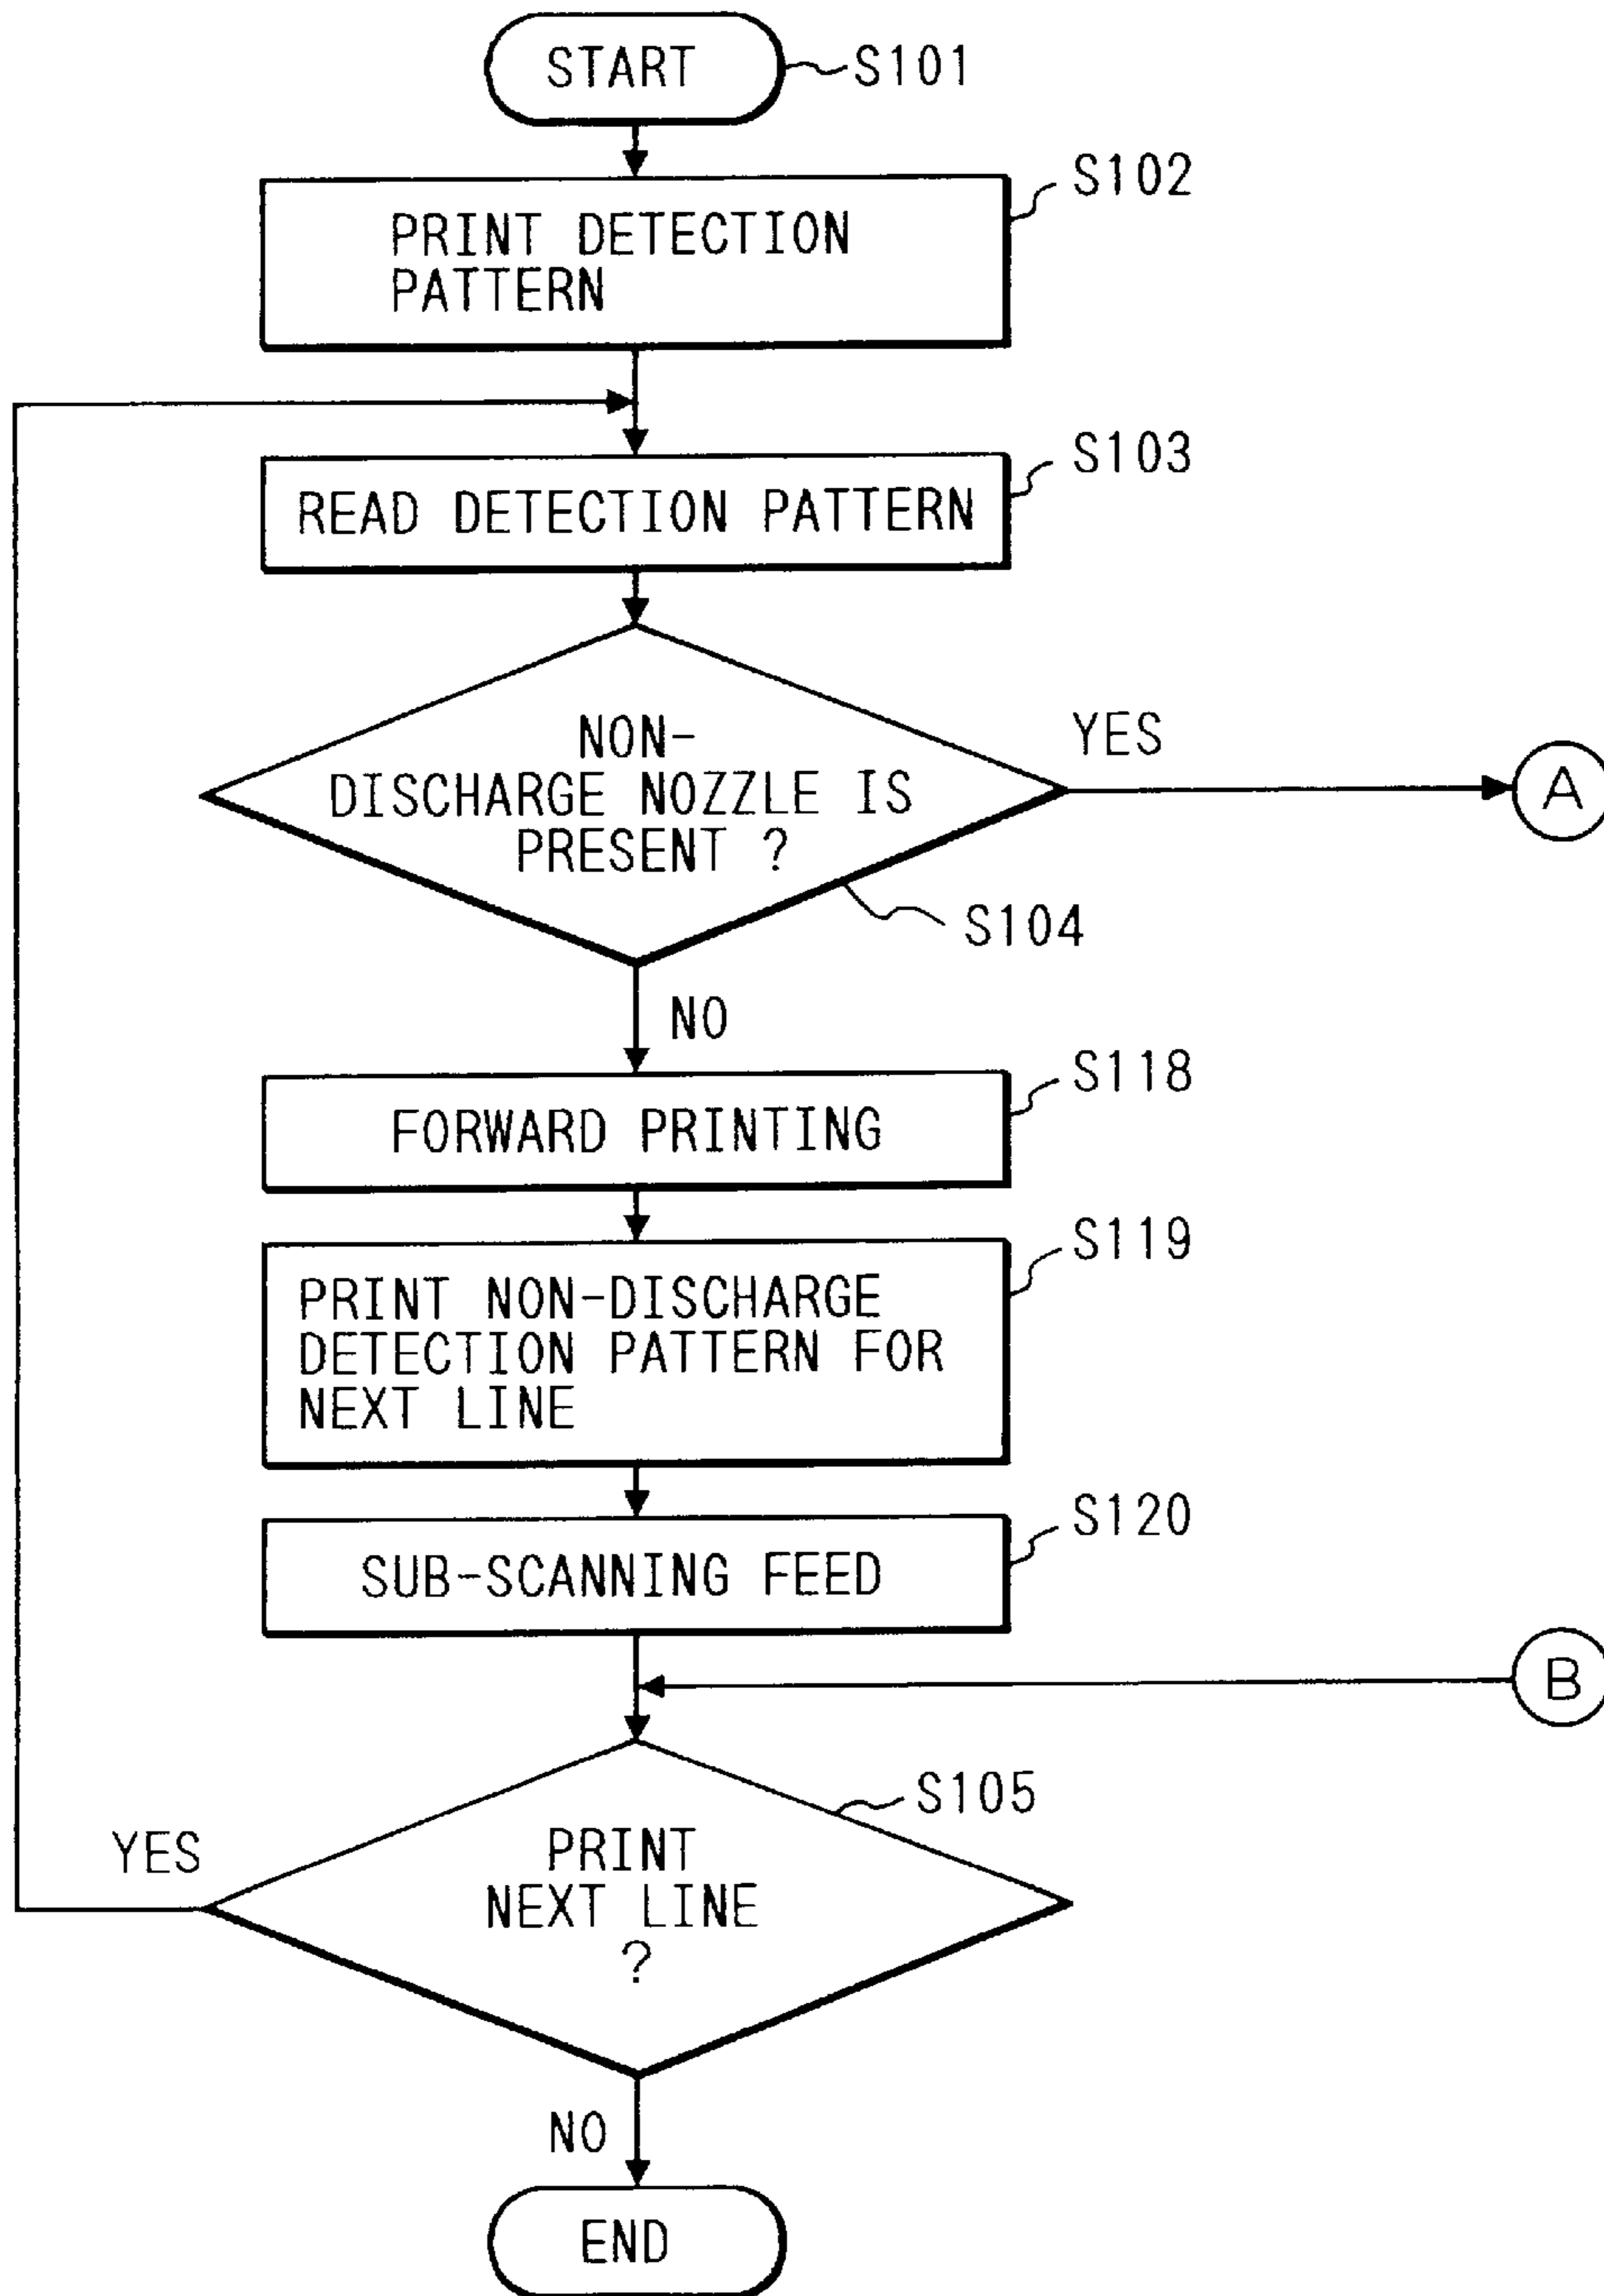 START
S101
S102
PRINT DETECTION
PATTERN
S103
READ DETECTION PATTERN
NON-
DISCHARGE NOZZLE IS
PRESENT ?
YES
A
S104
NO
S118
FORWARD PRINTING
S119
PRINT NON-DISCHARGE
DETECTION PATTERN FOR
NEXT LINE
S120
SUB-SCANNING FEED
B
S105
YES
PRINT
NEXT LINE
?
NO
END